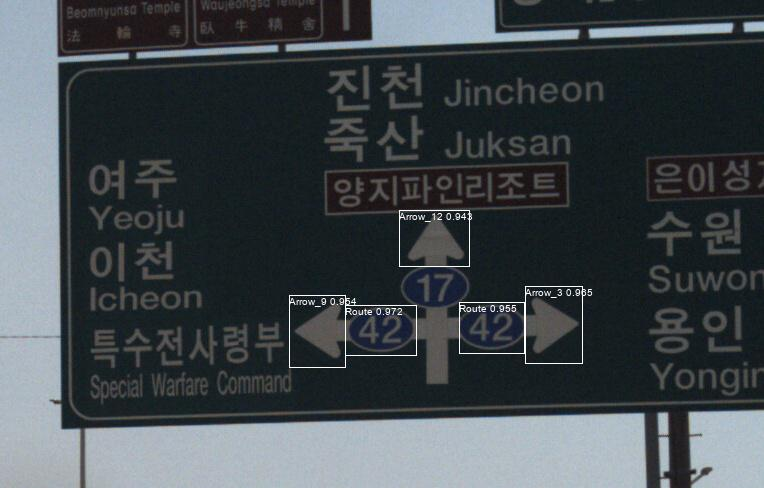 Beomnyunsa Temple
法輪寺
Waujeongsa Temple
臥牛精舍
진천 Jincheon
죽산 Juksan
양지파인리조트
여주
Yeoju
이천
Icheon
특수전사령부
Special Warfare Command
Arrow_12 0.943
17
Arrow_9 0.954
Route 0.972
42
Route 0.955
42
Arrow_3 0.965
은이성지
수원
Suwon
용인
Yongin